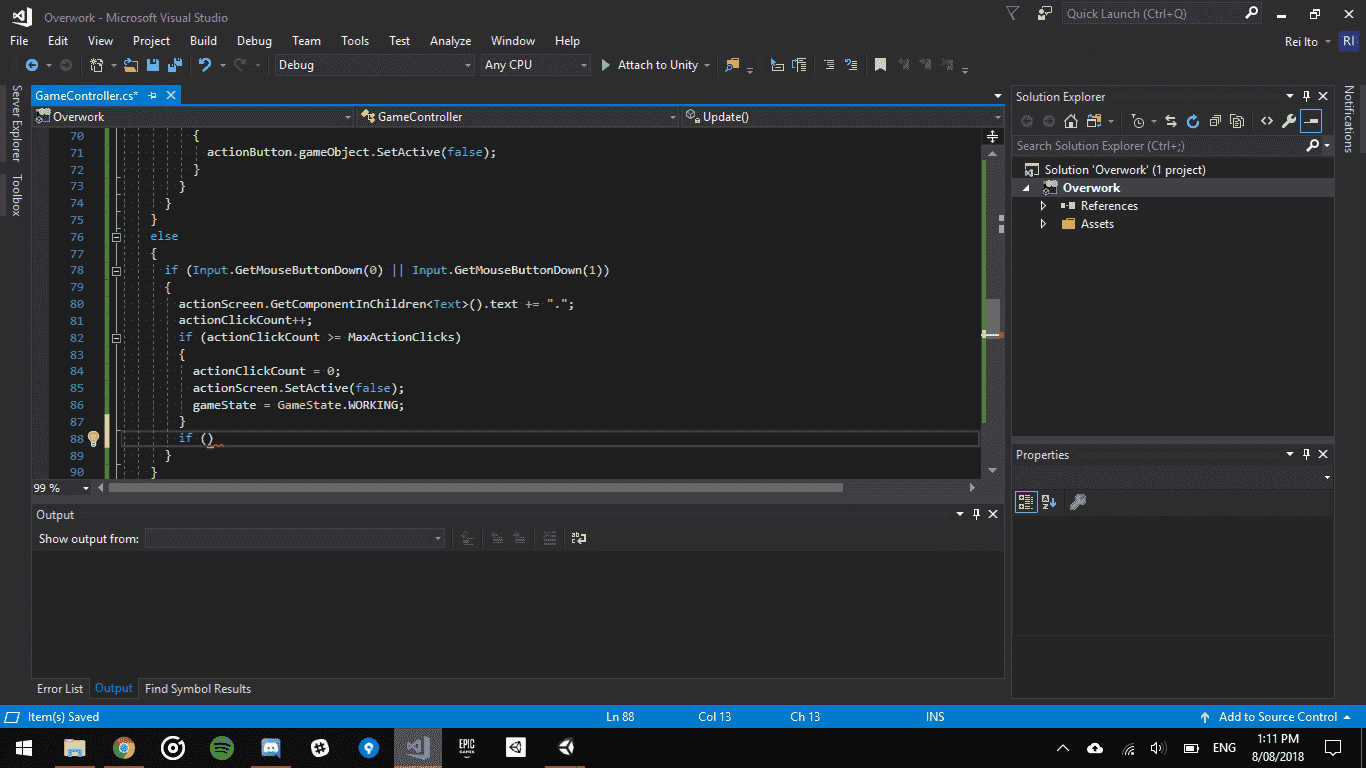 Overwork - Microsoft Visual Studio
Quick Launch (Ctrl+Q)
File Edit View Project Build Debug Team Tools Test Analyze Window Help
Rei Ito RI
Debug Any CPU Attach to Unity
Server Explorer
Toolbox
GameController.cs*
Overwork GameController Update()
70 {
71 actionButton.gameObject.SetActive(false);
72 }
73 }
74 }
75 }
76 else
77 {
78 if (Input.GetMouseButtonDown(0) || Input.GetMouseButtonDown(1))
79 {
80 actionScreen.GetComponentInChildren<Text>().text += ".";
81 actionClickCount++;
82 if (actionClickCount >= MaxActionClicks)
83 {
84 actionClickCount = 0;
85 actionScreen.SetActive(false);
86 gameState = GameState.WORKING;
87 }
88 if ()
89 }
90 }
99 %
Output
Show output from:
Error List Output Find Symbol Results
Solution Explorer
Search Solution Explorer (Ctrl+;)
Solution 'Overwork' (1 project)
Overwork
References
Assets
Properties
Notifications
Item(s) Saved Ln 88 Col 13 Ch 13 INS Add to Source Control
EPIC GAMES
ENG
1:11 PM
8/08/2018